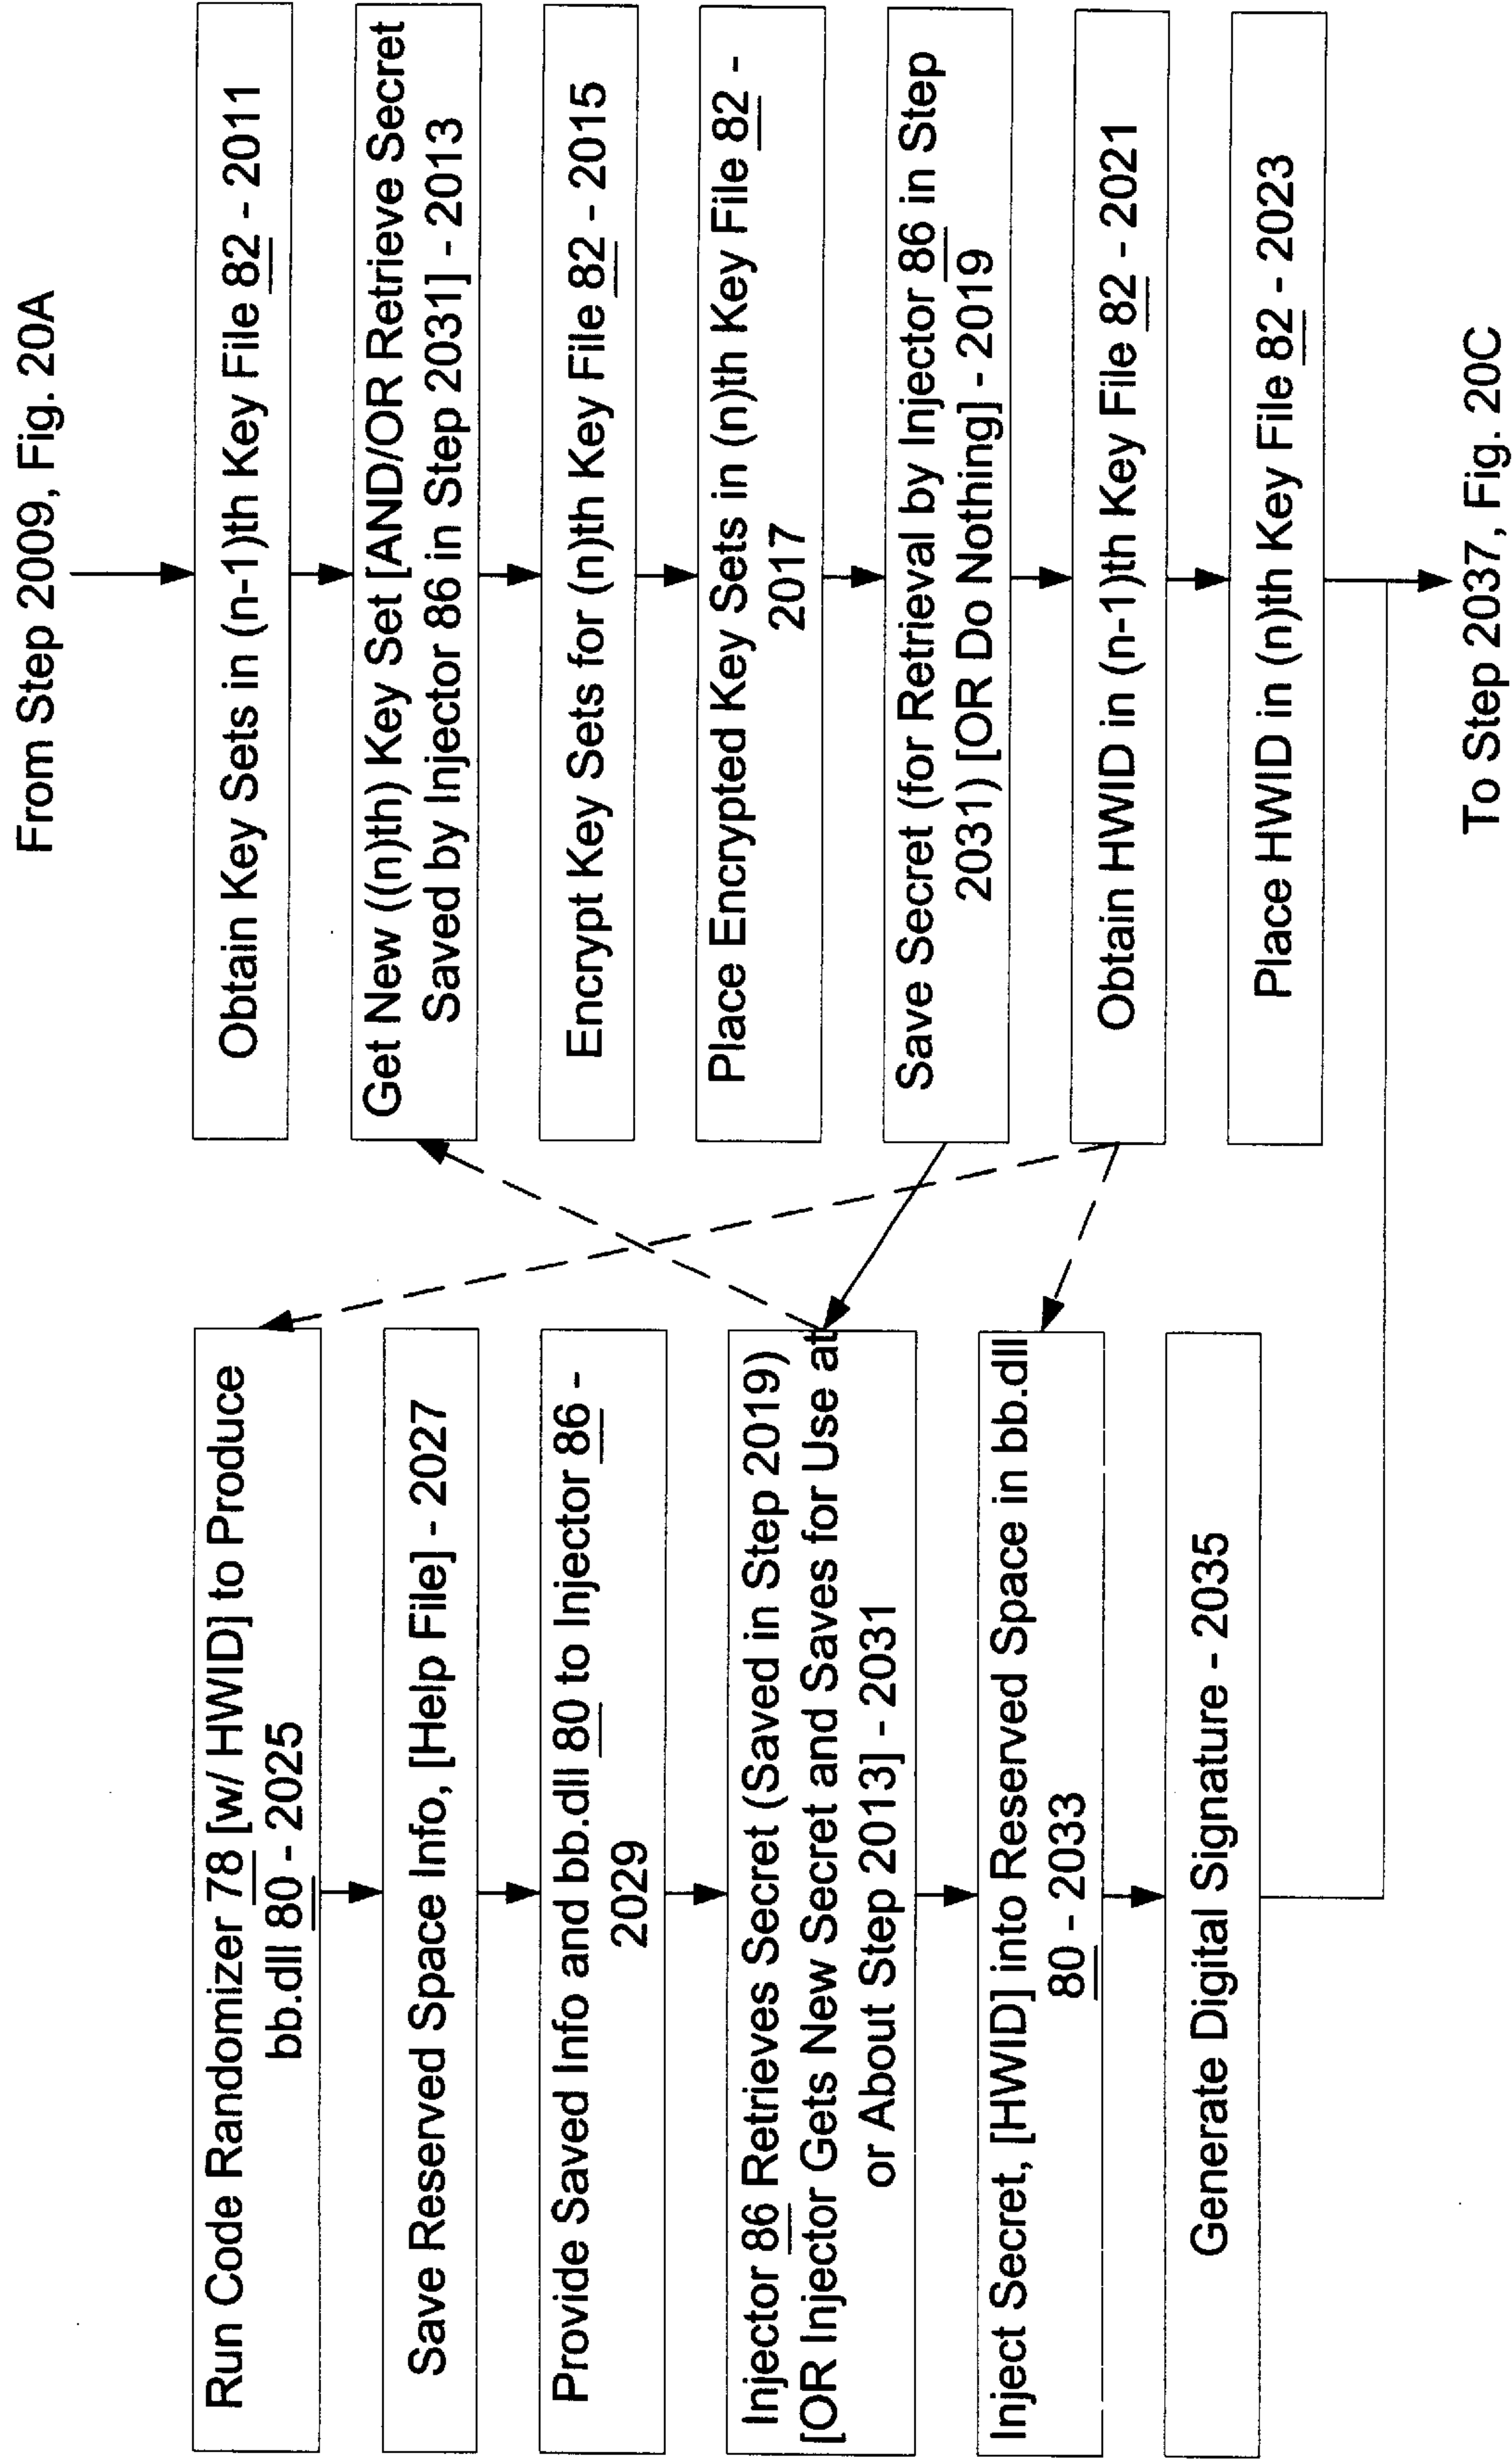 From Step 2009, Fig. 20A
Obtain Key Sets in (n-1)th Key File 82 - 2011
Get New ((n)th) Key Set [AND/OR Retrieve Secret
Saved by Injector 86 in Step 2031] - 2013
Encrypt Key Sets for (n)th Key File 82 - 2015
Place Encrypted Key Sets in (n)th Key File 82 -
2017
Save Secret (for Retrieval by Injector 86 in Step
2031) [OR Do Nothing] - 2019
Obtain HWID in (n-1)th Key File 82 - 2021
Place HWID in (n)th Key File 82 - 2023
Run Code Randomizer 78 [w/ HWID] to Produce
bb.dll 80 - 2025
Save Reserved Space Info, [Help File] - 2027
Provide Saved Info and bb.dll 80 to Injector 86 -
2029
Injector 86 Retrieves Secret (Saved in Step 2019)
[OR Injector Gets New Secret and Saves for Use at
or About Step 2013] - 2031
Inject Secret, [HWID] into Reserved Space in bb.dll
80 - 2033
Generate Digital Signature - 2035
To Step 2037, Fig. 20C